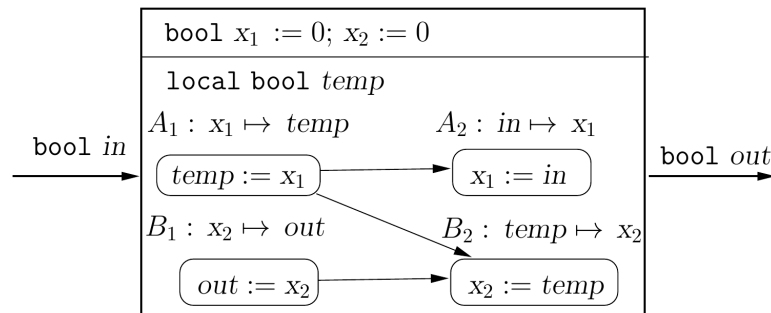 bool x₁ := 0; x₂ := 0
local bool temp
A₁ : x₁ ↦ temp
A₂ : in ↦ x₁
bool in
temp := x₁
x₁ := in
bool out
B₁ : x₂ ↦ out
B₂ : temp ↦ x₂
out := x₂
x₂ := temp